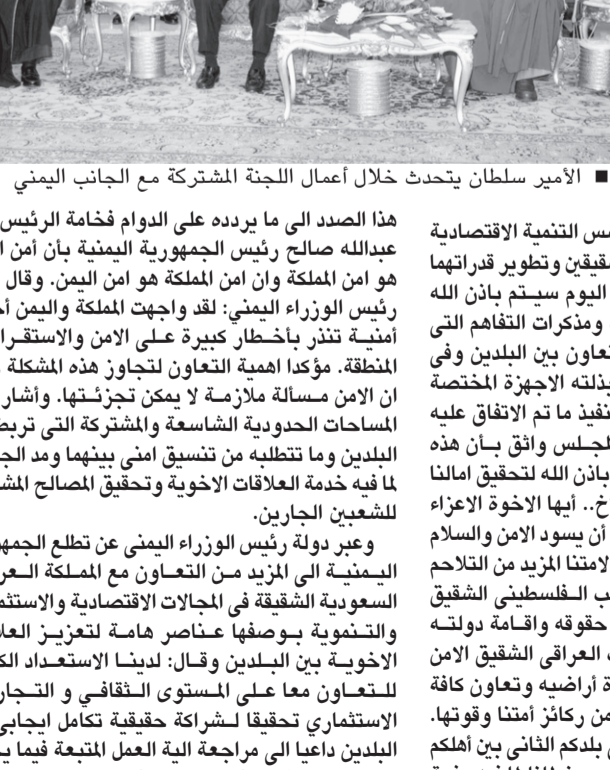 ■ الأمير سلطان يتحدث خلال أعمال اللجنة المشتركة مع الجانب اليمني
التنمية الاقتصادية
وتطوير قدراتهما
اليوم سيتم باذن الله
ومذكرات التفاهم التى
بين البلدين وفى
بذلته الاجهزة المختصة
ما تم الاتفاق عليه
واثق بأن هذه
باذن الله لتحقيق امالنا
أيها الاخوة الاعزاء
أن يسود الامن والسلام
لامتنا المزيد من التلاحم
الفلسطينى الشقيق
حقوقه واقامة دولته
العراقى الشقيق الامن
أراضيه وتعاون كافة
من ركائز أمتنا وقوتها.
بلدكم الثانى بين أهلكم
هذا الصدد الى ما يردده على الدوام فخامة الرئيس
عبدالله صالح رئيس الجمهورية اليمنية بأن أمن
هو امن المملكة وان امن المملكة هو امن اليمن. وقال
رئيس الوزراء اليمني: لقد واجهت المملكة واليمن
أمنية تنذر بأخطار كبيرة على الامن
المنطقة. مؤكدا اهمية التعاون لتجاوز هذه المشكلة
ان الامن مسألة ملازمة لا يمكن تجزئتها. وأشار
المساحات الحدودية الشاسعة والمشتركة التى
البلدين وما تتطلبه من تنسيق امنى بينهما ومد
لما فيه خدمة العلاقات الاخوية وتحقيق المصالح
للشعبين الجارين.
وعبر دولة رئيس الوزراء اليمنى عن تطلع
اليمنية الى المزيد من التعاون مع المملكة
السعودية الشقيقة فى المجالات الاقتصادية
والتنموية بوصفها عناصر هامة لتعزيز
الاخوية بين البلدين وقال: لدينا الاستعداد
للتعاون معا على المستوى الثقافي و
الاستثماري تحقيقا لشراكة حقيقية تكامل
البلدين داعيا الى مراجعة الية العمل المتبعة فيما